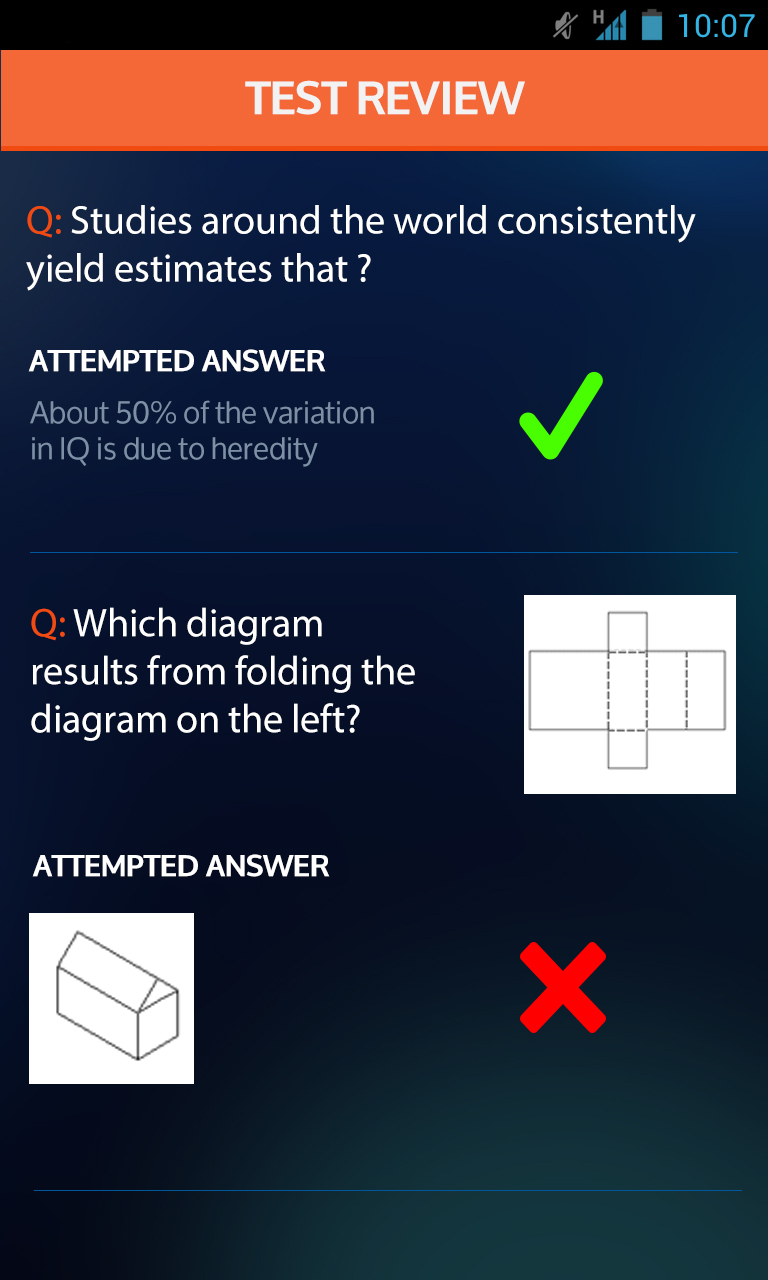 H
10:07
TEST REVIEW
Q: Studies around the world consistently
yield estimates that ?
ATTEMPTED ANSWER
About 50% of the variation
in IQ is due to heredity
Q: Which diagram
results from folding the
diagram on the left?
ATTEMPTED ANSWER